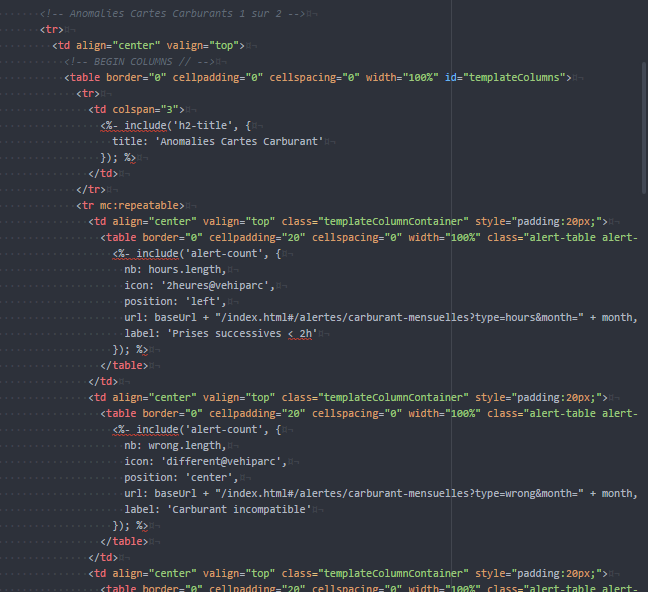 <!-- Anomalies Cartes Carburants 1 sur 2 -->
<tr>
<td align="center" valign="top">
<!-- BEGIN COLUMNS // -->
<table border="0" cellpadding="0" cellspacing="0" width="100%" id="templateColumns">
<tr>
<td colspan="3">
<%- include('h2-title', {
title: 'Anomalies Cartes Carburant'
}); %>
</td>
</tr>
<tr mc:repeatable>
<td align="center" valign="top" class="templateColumnContainer" style="padding:20px;">
<table border="0" cellpadding="20" cellspacing="0" width="100%" class="alert-table alert-
<%- include('alert-count', {
nb: hours.length,
icon: '2heures@vehiparc',
position: 'left',
url: baseUrl + "/index.html#/alertes/carburant-mensuelles?type=hours&month=" + month,
label: 'Prises successives < 2h'
}); %>
</table>
</td>
<td align="center" valign="top" class="templateColumnContainer" style="padding:20px;">
<table border="0" cellpadding="20" cellspacing="0" width="100%" class="alert-table alert-
<%- include('alert-count', {
nb: wrong.length,
icon: 'different@vehiparc',
position: 'center',
url: baseUrl + "/index.html#/alertes/carburant-mensuelles?type=wrong&month=" + month,
label: 'Carburant incompatible'
}); %>
</table>
</td>
<td align="center" valign="top" class="templateColumnContainer" style="padding:20px;">
<table border="0" cellpadding="20" cellspacing="0" width="100%" class="alert-table alert-